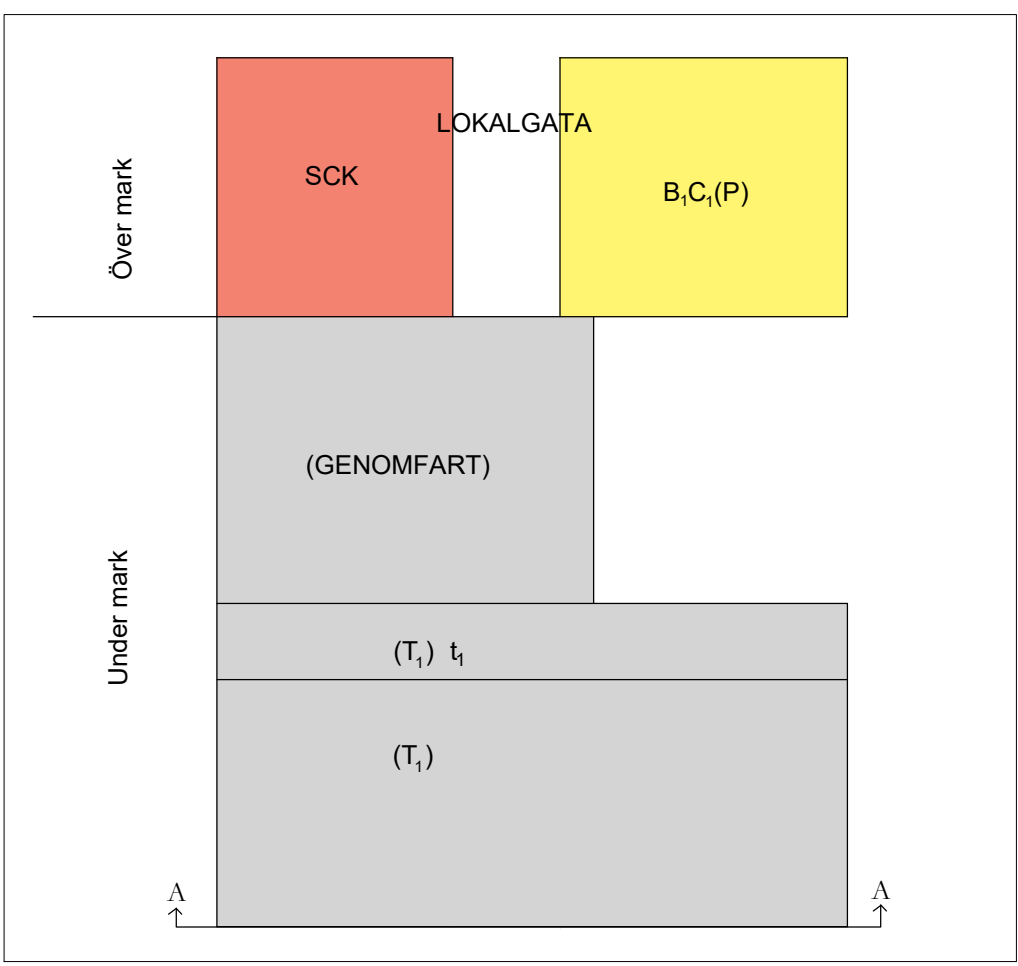 LOKALGATA
SCK
B₁C₁(P)
Över mark
(GENOMFART)
Under mark
(T₁) t₁
(T₁)
A
A